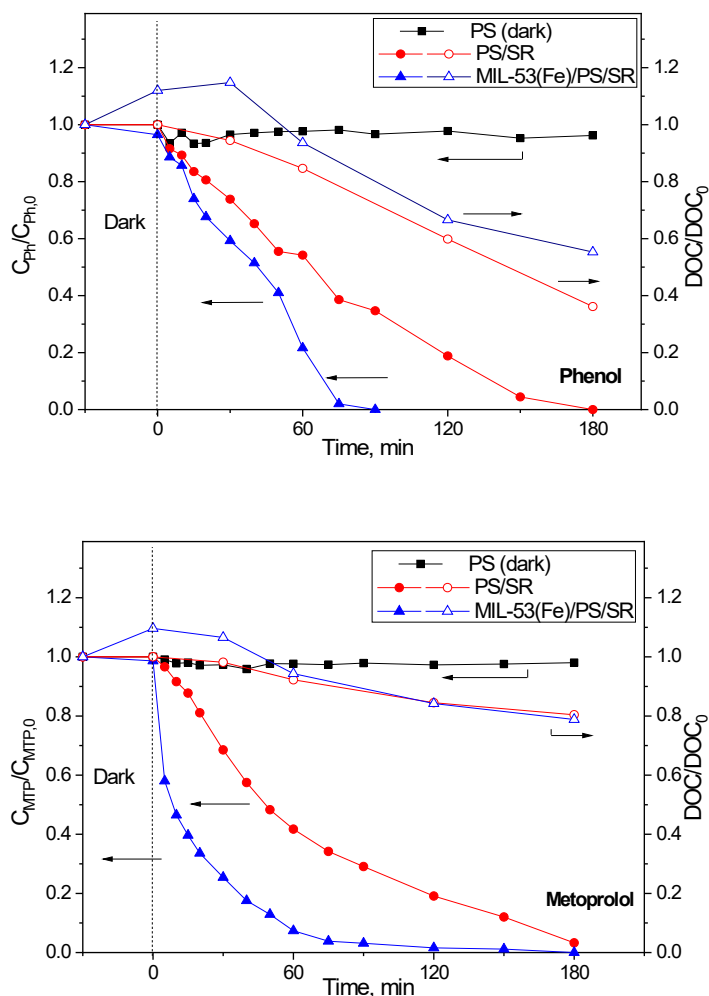 PS (dark)
PS/SR
MIL-53(Fe)/PS/SR
1.2
1.0
0.8
0.6
0.4
0.2
0.0
C_Ph/C_Ph,0
Dark
1.2
1.0
0.8
0.6
0.4
0.2
0.0
DOC/DOC_0
Phenol
0 60 120 180
Time, min
PS (dark)
PS/SR
MIL-53(Fe)/PS/SR
1.2
1.0
0.8
0.6
0.4
0.2
0.0
C_MTP/C_MTP,0
Dark
1.2
1.0
0.8
0.6
0.4
0.2
0.0
DOC/DOC_0
Metoprolol
0 60 120 180
Time, min